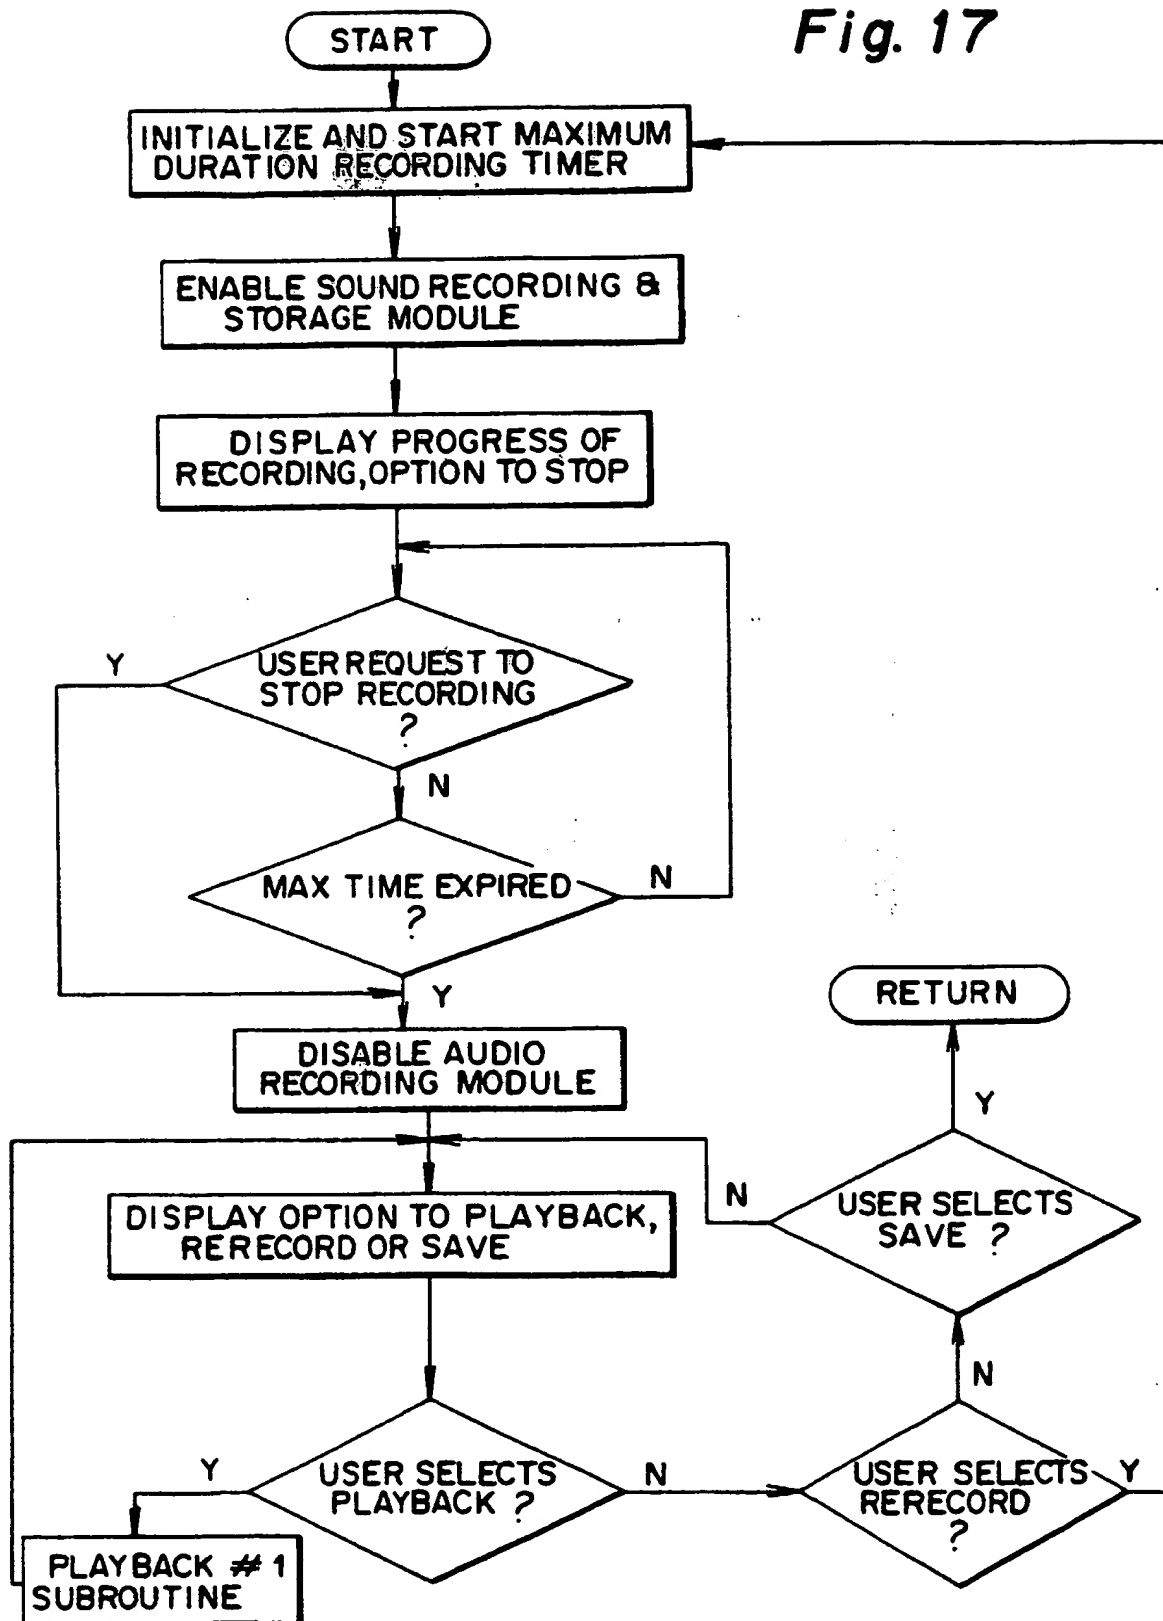 Fig. 17
START
INITIALIZE AND START MAXIMUM
DURATION RECORDING TIMER
ENABLE SOUND RECORDING &
STORAGE MODULE
DISPLAY PROGRESS OF
RECORDING, OPTION TO STOP
Y
USER REQUEST TO
STOP RECORDING
?
N
MAX TIME EXPIRED
?
N
Y
DISABLE AUDIO
RECORDING MODULE
RETURN
Y
DISPLAY OPTION TO PLAYBACK,
RERECORD OR SAVE
N
USER SELECTS
SAVE ?
N
Y
USER SELECTS
PLAYBACK ?
N
USER SELECTS
RERECORD
?
Y
PLAYBACK # 1
SUBROUTINE